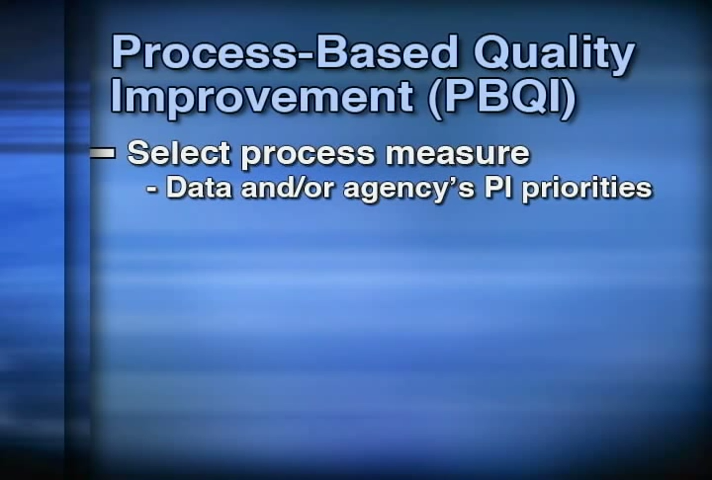 Process-Based Quality
Improvement (PBQI)
– Select process measure
- Data and/or agency's PI priorities